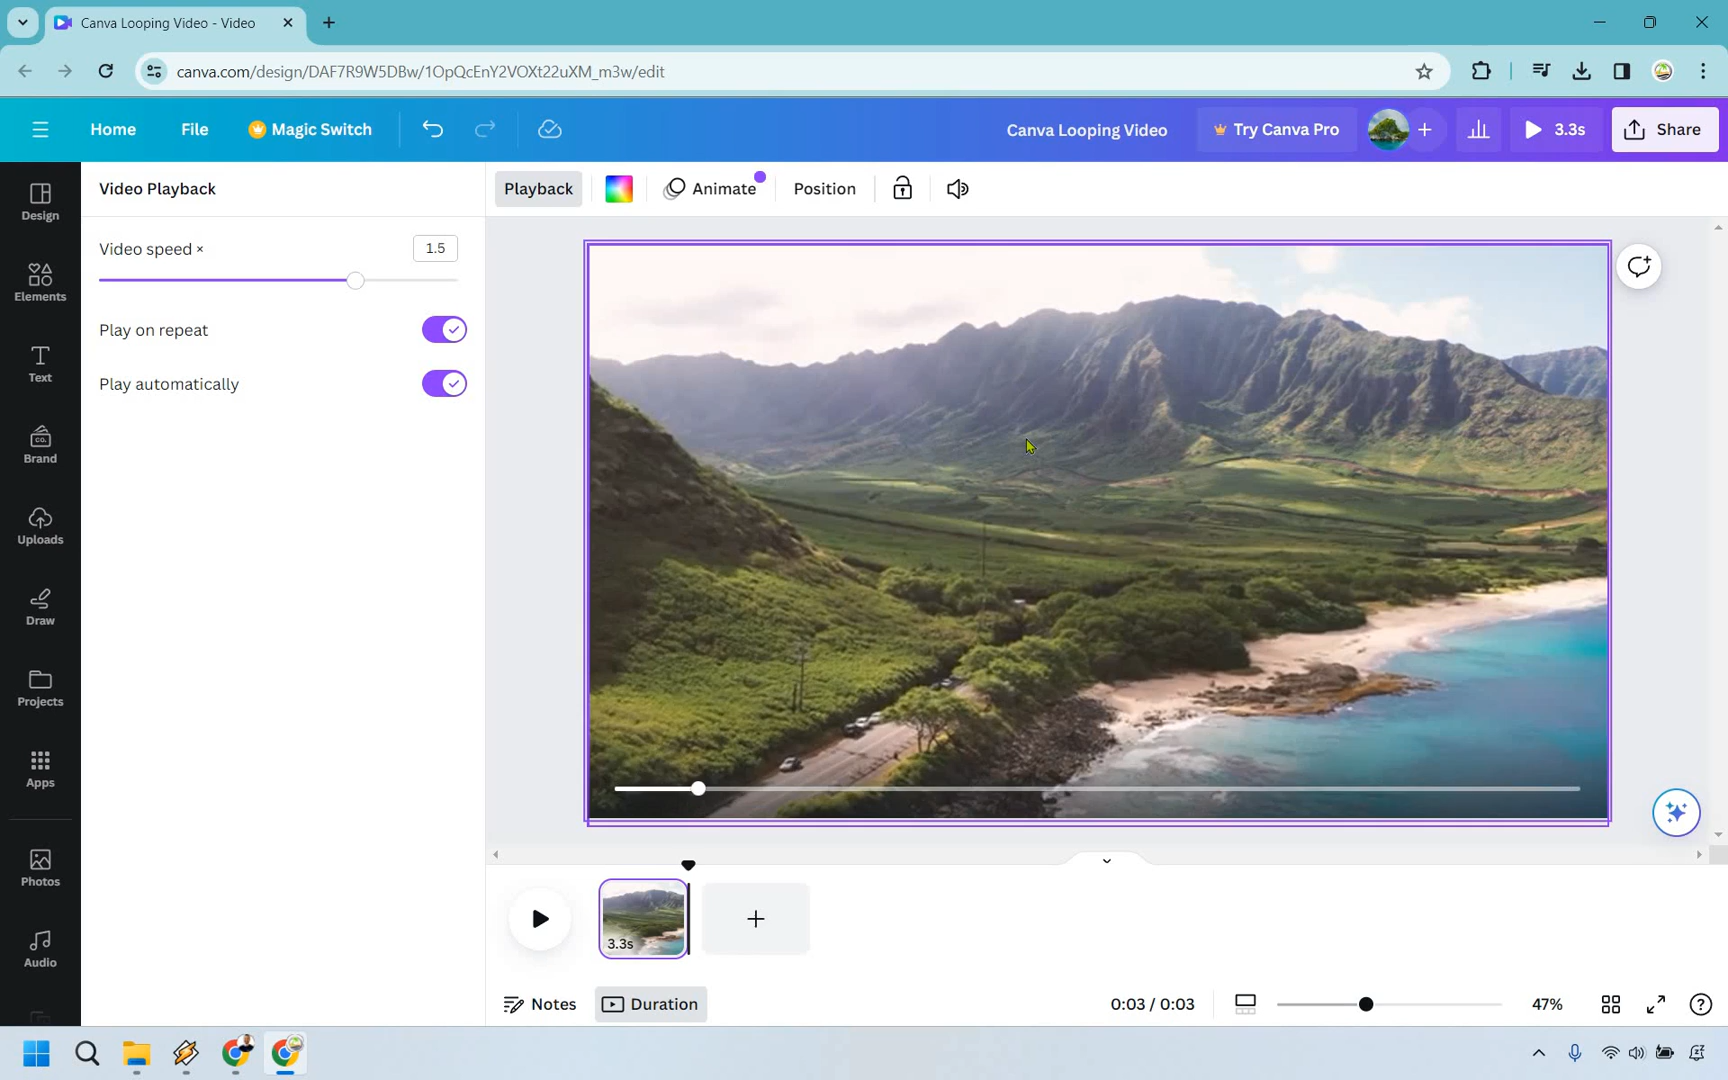 Canva Looping Video - Video
canva.com/design/DAF7R9W5DBw/1OpQcEnY2VOXt22uXM_m3w/edit
Home
File
Magic Switch
Canva Looping Video
Try Canva Pro
3.3s
Share
Design
Elements
Text
CO.
Brand
Uploads
Draw
Projects
Apps
Photos
Audio
Video Playback
Video speed ×
1.5
Play on repeat
Play automatically
Playback
Animate
Position
3.3s
Notes
Duration
0:03 / 0:03
47%